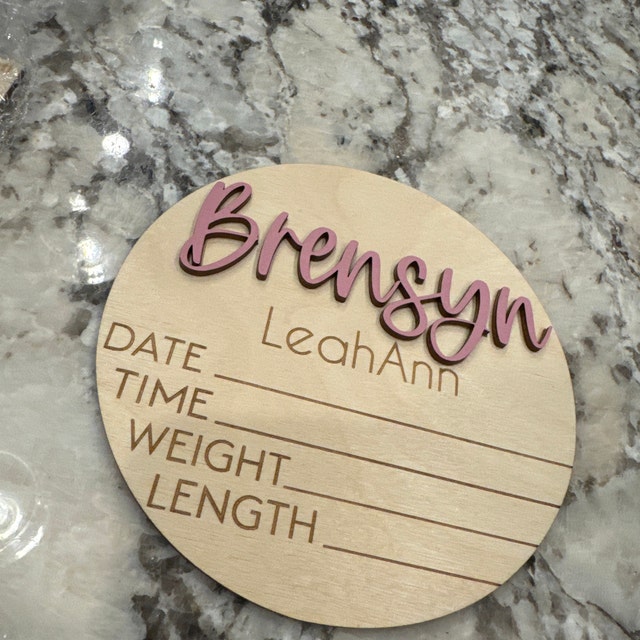 Brensyn
LeahAnn
DATE
TIME
WEIGHT
LENGTH